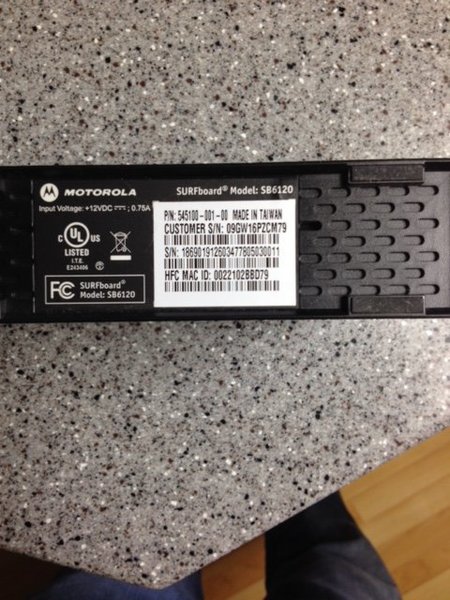 MOTOROLA
SURFboard® Model: SB6120
Input Voltage: +12VDC ⎓ ; 0.75A
P/N: 545100-001-00 MADE IN TAIWAN
CUSTOMER S/N: 09GW16PZCM79
S/N: 186901912603477805030011
HFC MAC ID: 0022102BBD79
C UL US
LISTED
I.T.E.
E243406
FC SURFboard®
Model: SB6120